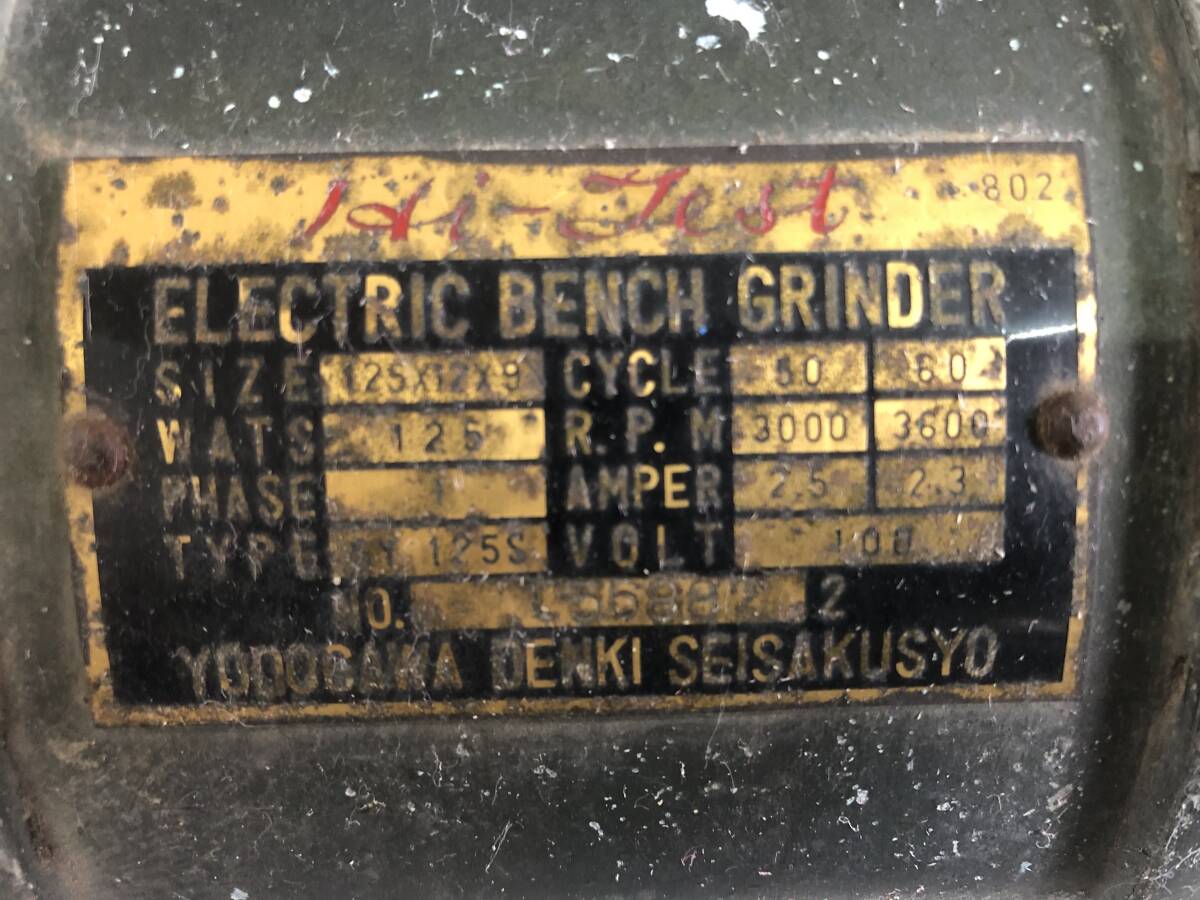 Hi-Test 802
ELECTRIC BENCH GRINDER
SIZE 125X12X9 CYCLE 50 60
WATS 125 R.P.M 3000 3600
PHASE 1 AMPER 2.5 2.3
TYPE 125S VOLT 100
NO. 2
YODOGAWA DENKI SEISAKUSYO